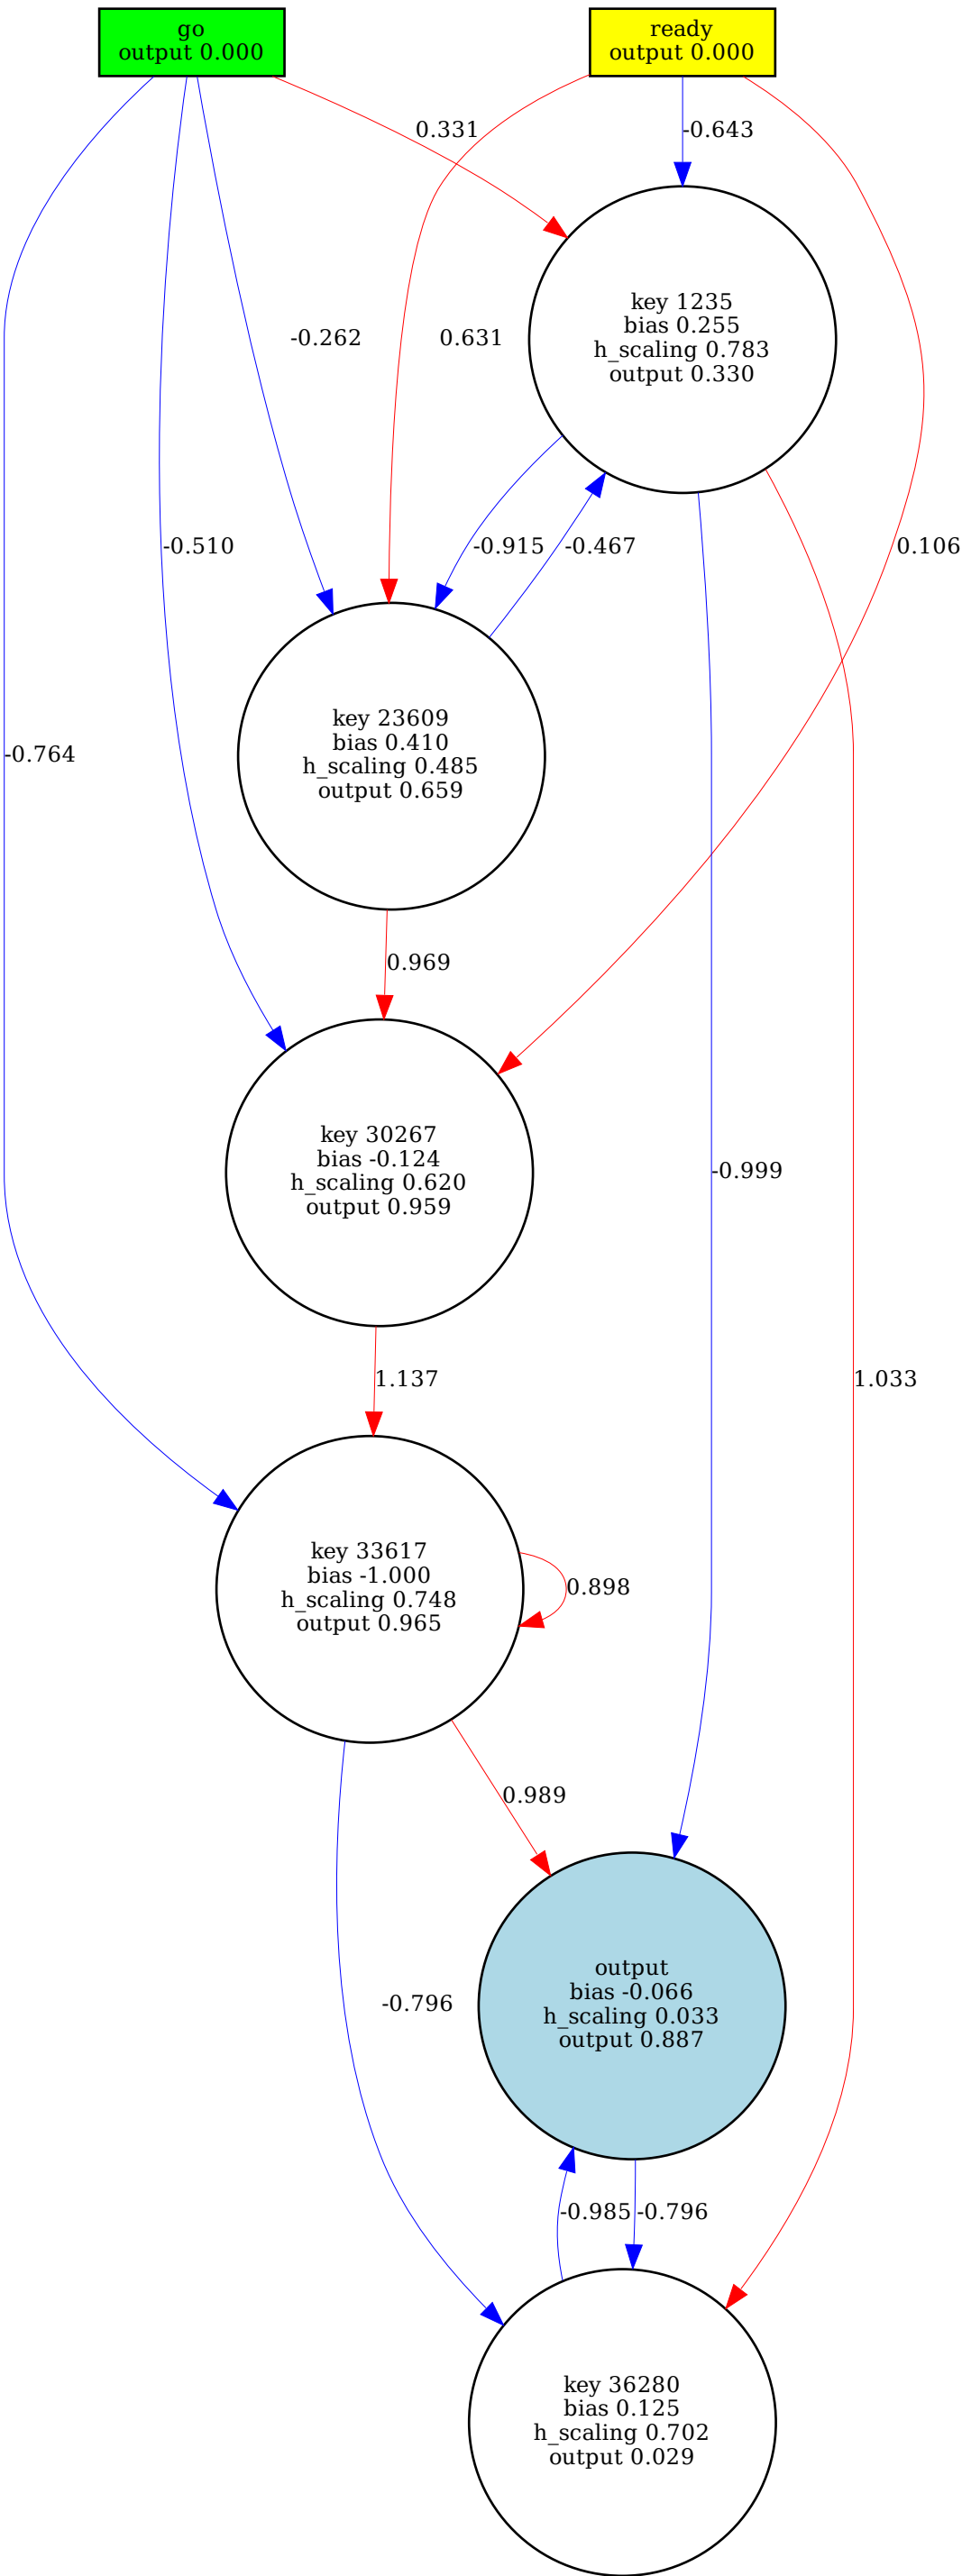 go
output 0.000
ready
output 0.000
0.331
-0.643
key 1235
bias 0.255
h_scaling 0.783
output 0.330
-0.262
0.631
-0.510
-0.915
-0.467
0.106
key 23609
bias 0.410
h_scaling 0.485
output 0.659
-0.764
0.969
key 30267
bias -0.124
h_scaling 0.620
output 0.959
-0.999
1.137
1.033
key 33617
bias -1.000
h_scaling 0.748
output 0.965
0.898
0.989
output
bias -0.066
h_scaling 0.033
output 0.887
-0.796
-0.985
-0.796
key 36280
bias 0.125
h_scaling 0.702
output 0.029